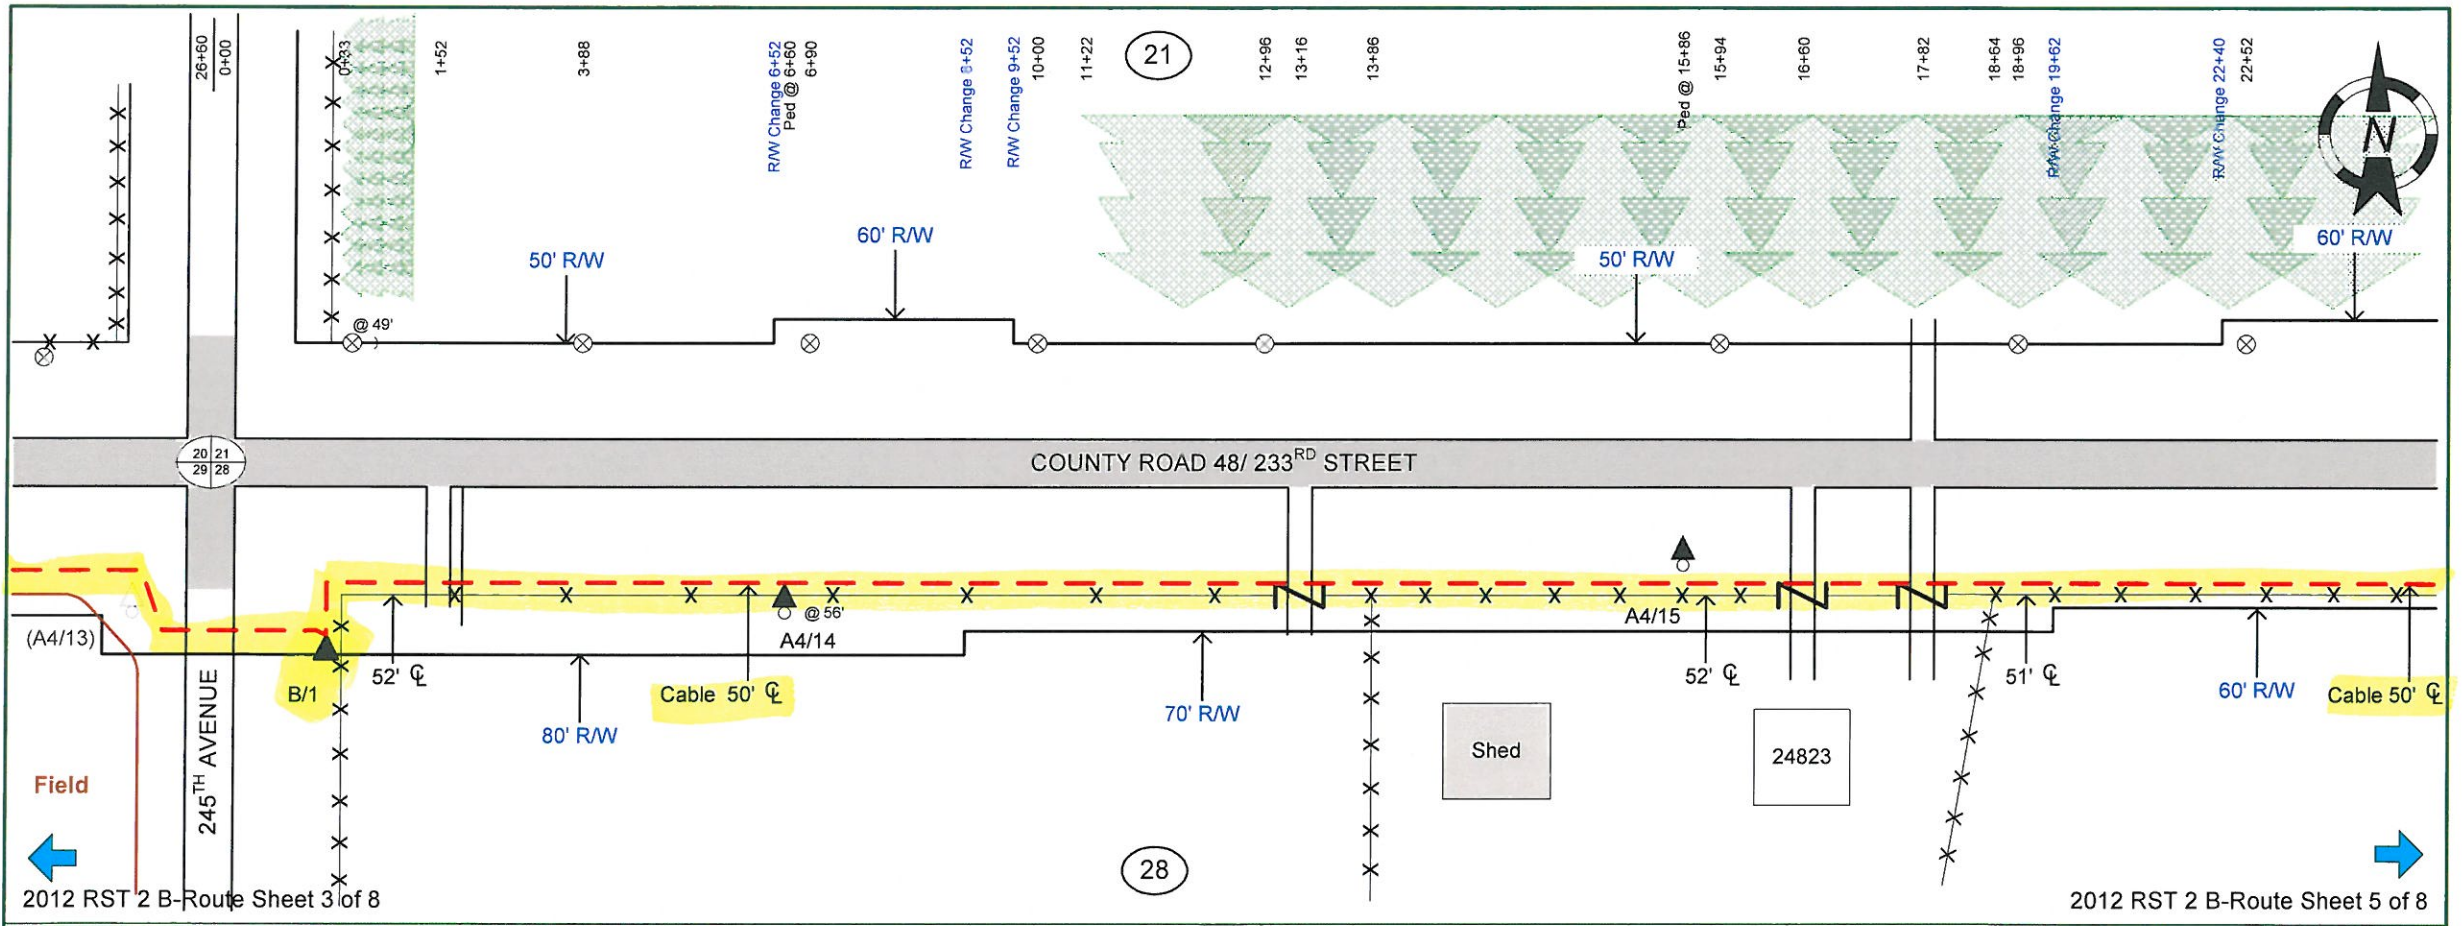 26+60
0+00
0+33
1+52
3+88
R/W Change 6+52
Ped @ 6+60
6+90
R/W Change 6+52
R/W Change 9+52
10+00
11+22
21
12+96
13+16
13+86
Ped @ 15+86
15+94
16+60
17+82
18+64
18+96
R/W Change 19+62
R/W Change 22+40
22+52
N
50' R/W
60' R/W
50' R/W
60' R/W
@ 49'
20 21
29 28
COUNTY ROAD 48/ 233RD STREET
(A4/13)
B/1
52' ℄
@ 56'
A4/14
A4/15
Cable 50' ℄
80' R/W
70' R/W
52' ℄
51' ℄
60' R/W
Cable 50' ℄
245TH AVENUE
Field
Shed
24823
28
2012 RST 2 B-Route Sheet 3 of 8
2012 RST 2 B-Route Sheet 5 of 8